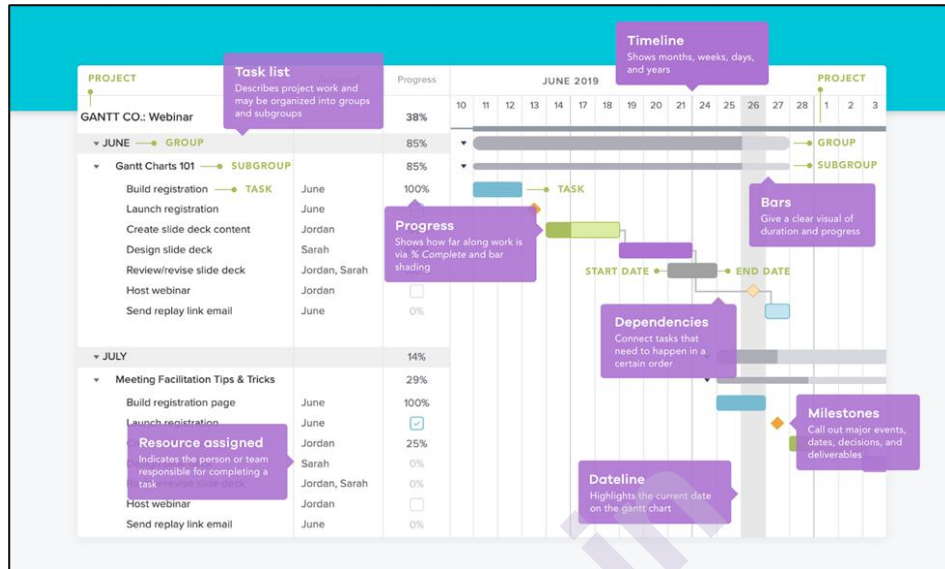 Timeline
Shows months, weeks, days,
and years
PROJECT
Task list
Describes project work and
may be organized into groups
and subgroups
Progress
JUNE 2019
PROJECT
10 11 12 13 14 17 18 19 20 21 24 25 26 27 28 1 2 3
GANTT CO.: Webinar 38%
JUNE GROUP 85% GROUP
Gantt Charts 101 SUBGROUP 85% SUBGROUP
Build registration TASK June 100% TASK
Launch registration June
Create slide deck content Jordan
Design slide deck Sarah
Review/revise slide deck Jordan, Sarah
Host webinar Jordan
Send replay link email June 0%
Progress
Shows how far along work is
via % Complete and bar
shading
Bars
Give a clear visual of
duration and progress
START DATE END DATE
Dependencies
Connect tasks that
need to happen in a
certain order
JULY 14%
Meeting Facilitation Tips & Tricks 29%
Build registration page June 100%
Launch registration June
Jordan 25%
Sarah 0%
slide deck Jordan, Sarah 0%
Host webinar Jordan
Send replay link email June 0%
Resource assigned
Indicates the person or team
responsible for completing a
task
Milestones
Call out major events,
dates, decisions, and
deliverables
Dateline
Highlights the current date
on the gantt chart
in